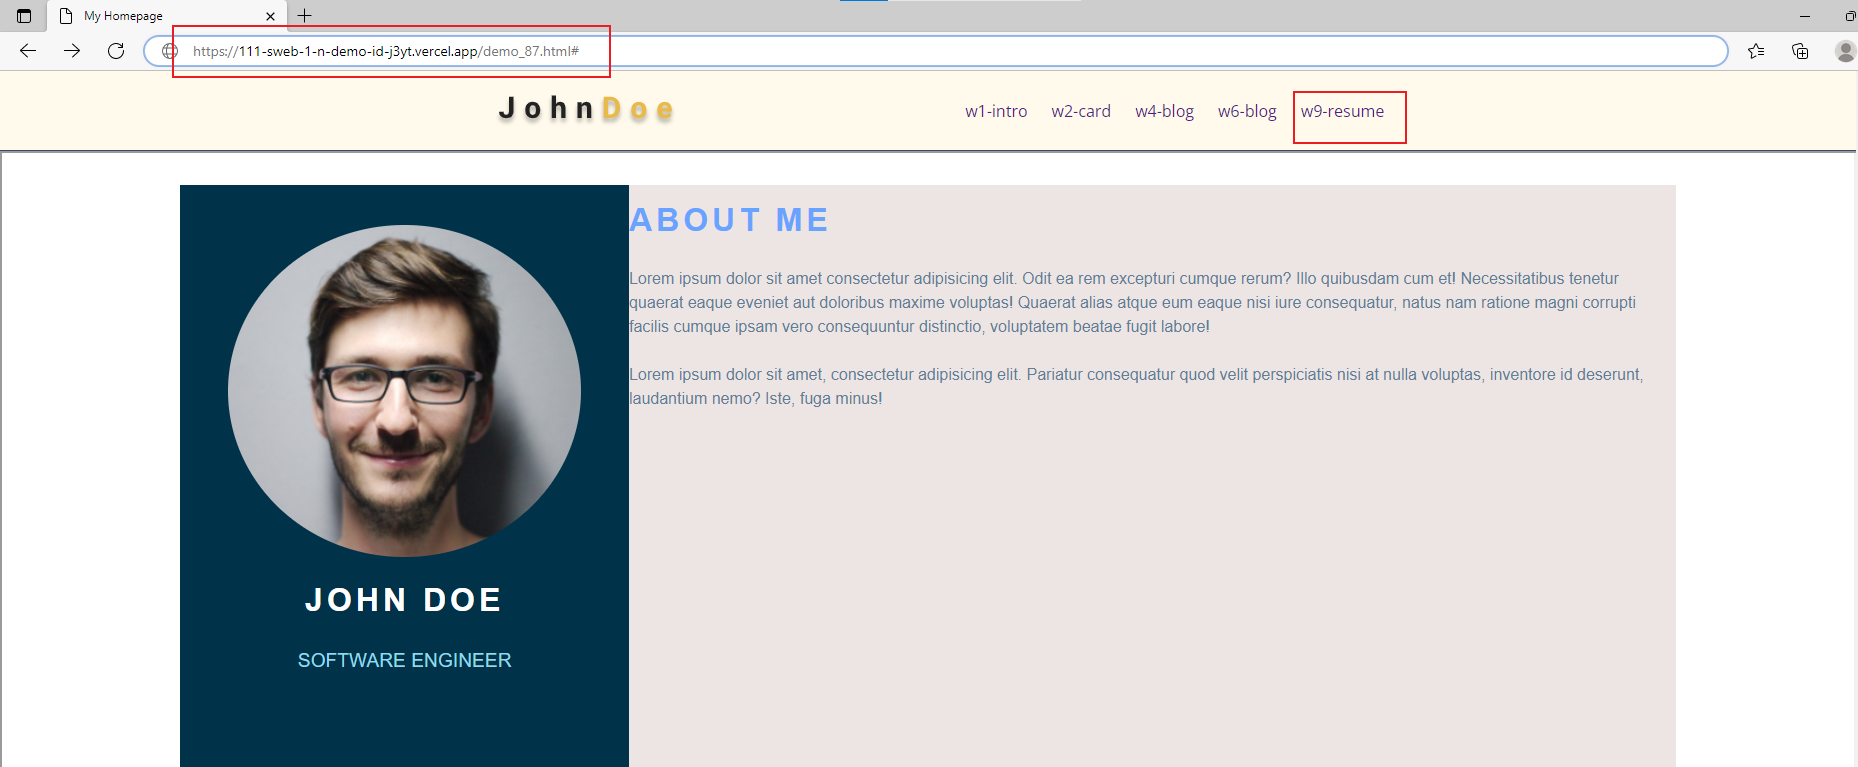 My Homepage
https://111-sweb-1-n-demo-id-j3yt.vercel.app/demo_87.html#
JohnDoe
w1-intro w2-card w4-blog w6-blog w9-resume
ABOUT ME
Lorem ipsum dolor sit amet consectetur adipisicing elit. Odit ea rem excepturi cumque rerum? Illo quibusdam cum et! Necessitatibus tenetur
quaerat eaque eveniet aut doloribus maxime voluptas! Quaerat alias atque eum eaque nisi iure consequatur, natus nam ratione magni corrupti
facilis cumque ipsam vero consequuntur distinctio, voluptatem beatae fugit labore!
Lorem ipsum dolor sit amet, consectetur adipisicing elit. Pariatur consequatur quod velit perspiciatis nisi at nulla voluptas, inventore id deserunt,
laudantium nemo? Iste, fuga minus!
JOHN DOE
SOFTWARE ENGINEER